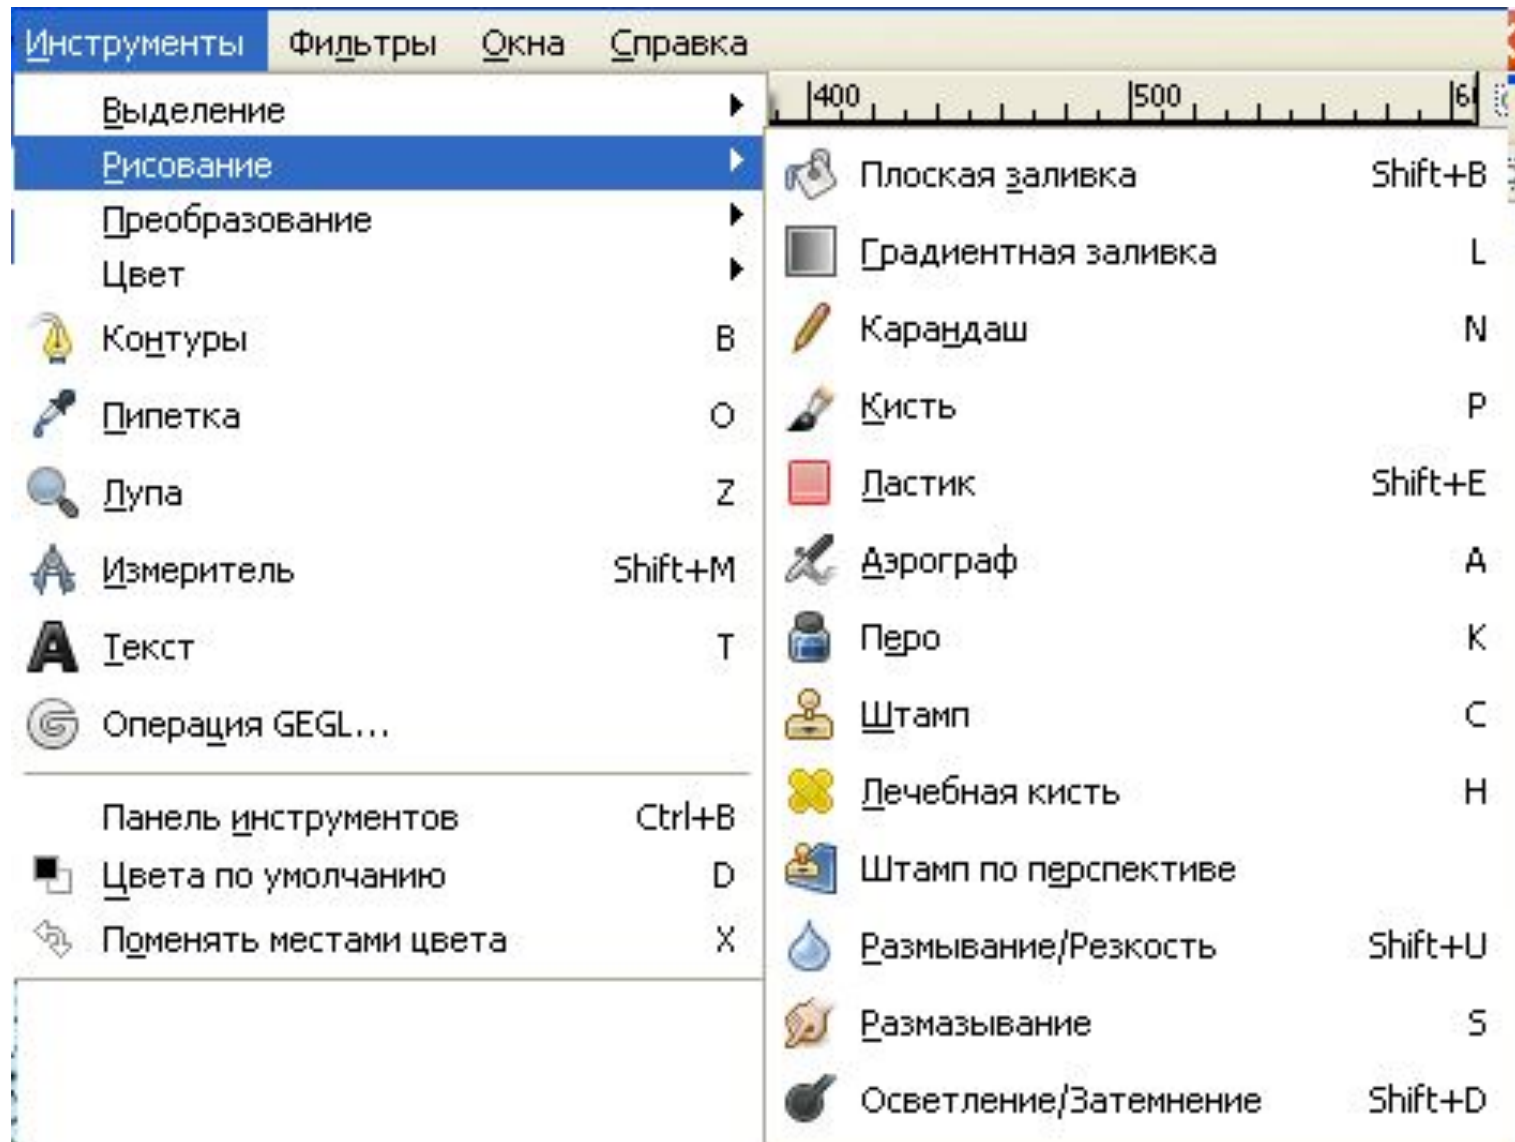 Инструменты Фильтры Окна Справка
400 500
Выделение
Рисование
Преобразование
Цвет
Контуры B
Пипетка O
Лупа Z
Измеритель Shift+M
Текст T
Операция GEGL...
Панель инструментов Ctrl+B
Цвета по умолчанию D
Поменять местами цвета X
Плоская заливка Shift+B
Градиентная заливка L
Карандаш N
Кисть P
Ластик Shift+E
Аэрограф A
Перо K
Штамп C
Лечебная кисть H
Штамп по перспективе
Размывание/Резкость Shift+U
Размазывание S
Осветление/Затемнение Shift+D